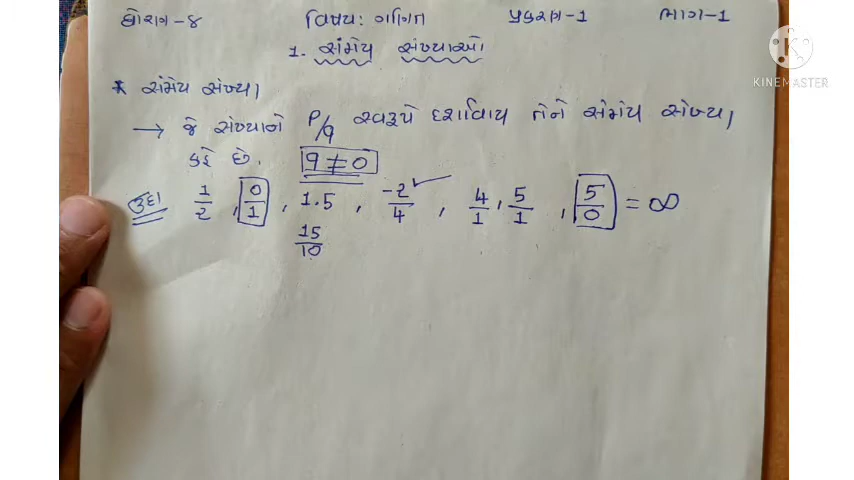 ધોરણ-૪ વિષય: ગણિત પ્રકરણ-1 ભાગ-1
1. સંમેય સંખ્યાઓ
* સંમેય સંખ્યા
→ જે સંખ્યાને P/q સ્વરૂપે દર્શાવાય તેને સંમેય સંખ્યા
કહે છે. q ≠ 0
ઉદા 1/2 , 0/1 , 1.5 , -2/4 ✓ , 4/1 , 5/1 , 5/0 = ∞
15/10
KINEMASTER